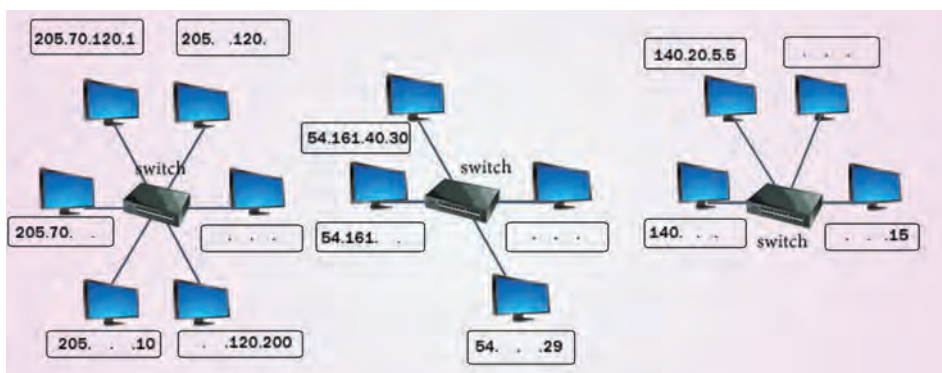 205.70.120.1
205. .120.
switch
205.70. .
. . .
205. . .10
. .120.200
54.161.40.30
switch
54.161. .
. . .
54. . .29
140.20.5.5
. . .
140. . .
switch
. . .15